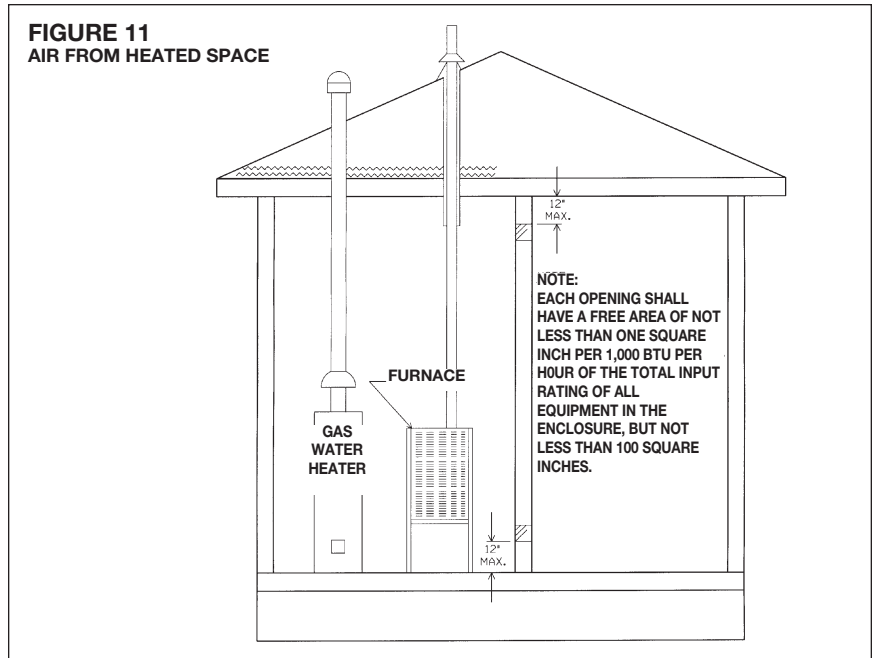 FIGURE 11
AIR FROM HEATED SPACE
12"
MAX.
NOTE:
EACH OPENING SHALL
HAVE A FREE AREA OF NOT
LESS THAN ONE SQUARE
INCH PER 1,000 BTU PER
H0UR OF THE TOTAL INPUT
RATING OF ALL
EQUIPMENT IN THE
ENCLOSURE, BUT NOT
LESS THAN 100 SQUARE
INCHES.
FURNACE
GAS
WATER
HEATER
12"
MAX.